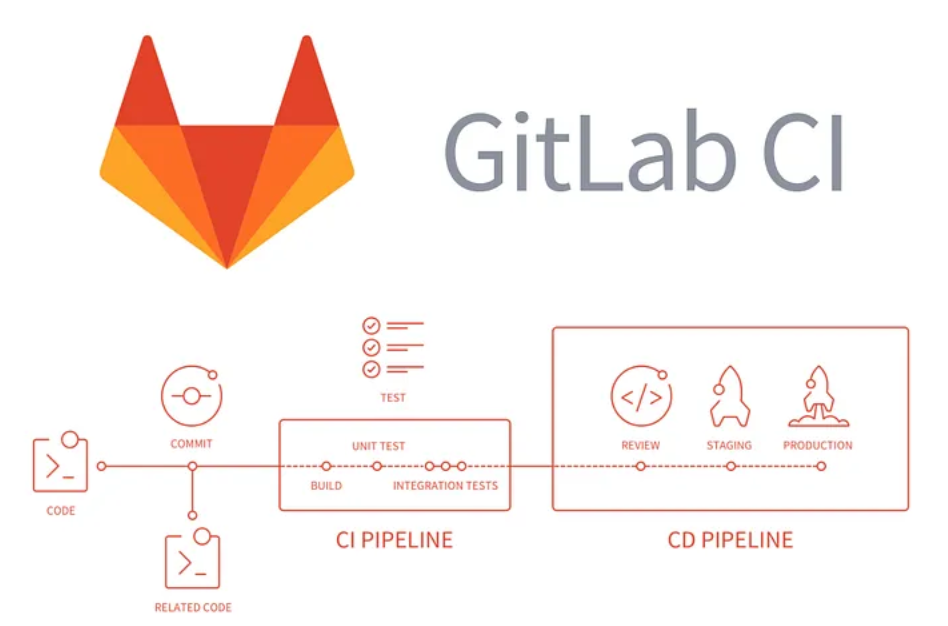 GitLab CI
TEST
COMMIT
UNIT TEST
REVIEW
STAGING
PRODUCTION
BUILD
INTEGRATION TESTS
CODE
CI PIPELINE
CD PIPELINE
RELATED CODE